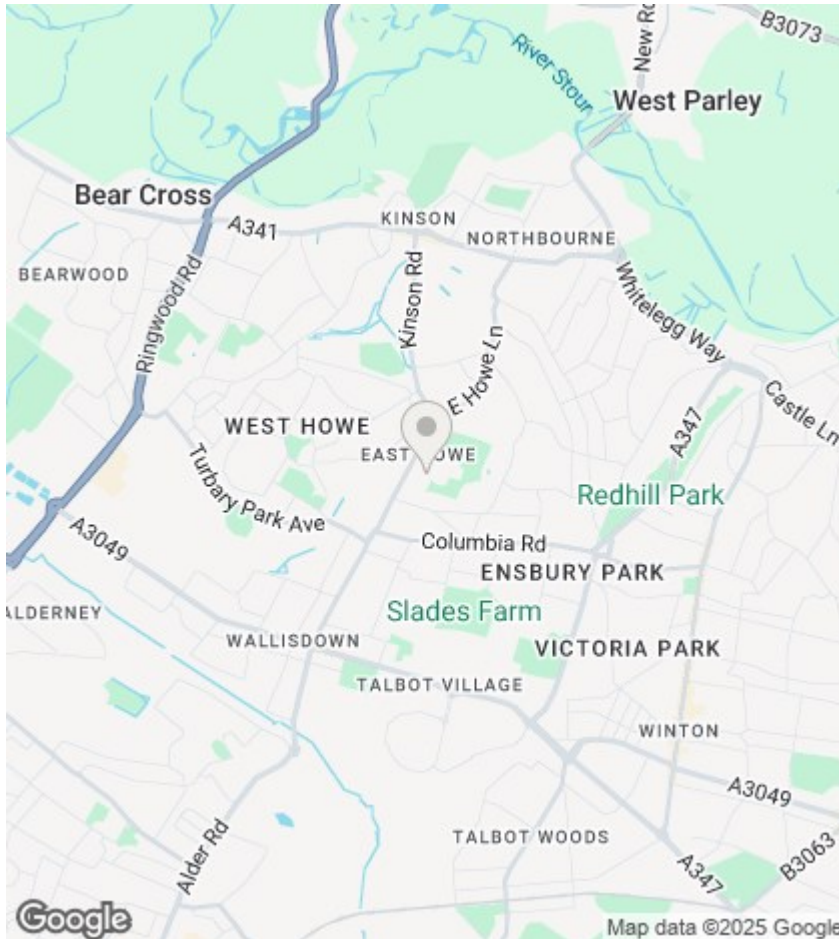 B3073
New Rd
River Stour
West Parley
Bear Cross
A341
KINSON
NORTHBOURNE
BEARWOOD
Ringwood Rd
Kinson Rd
Whitelegg Way
E Howe Ln
Castle Ln
WEST HOWE
A347
EAST HOWE
Turbary Park Ave
Redhill Park
A3049
Columbia Rd
ENSBURY PARK
ALDERNEY
Slades Farm
WALLISDOWN
VICTORIA PARK
TALBOT VILLAGE
WINTON
A3049
Alder Rd
TALBOT WOODS
A347
B3063
Google
Map data ©2025 Google